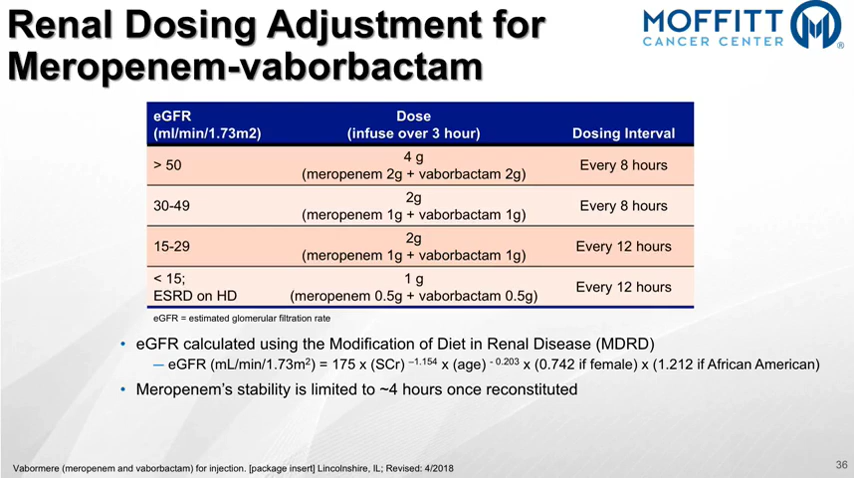 Renal Dosing Adjustment for
Meropenem-vaborbactam
MOFFITT
CANCER CENTER
®
eGFR
(ml/min/1.73m2)
Dose
(infuse over 3 hour)
Dosing Interval
> 50
4 g
(meropenem 2g + vaborbactam 2g)
Every 8 hours
30-49
2g
(meropenem 1g + vaborbactam 1g)
Every 8 hours
15-29
2g
(meropenem 1g + vaborbactam 1g)
Every 12 hours
< 15;
ESRD on HD
1 g
(meropenem 0.5g + vaborbactam 0.5g)
Every 12 hours
eGFR = estimated glomerular filtration rate
• eGFR calculated using the Modification of Diet in Renal Disease (MDRD)
– eGFR (mL/min/1.73m²) = 175 x (SCr) ⁻¹·¹⁵⁴ x (age) ⁻ ⁰·²⁰³ x (0.742 if female) x (1.212 if African American)
• Meropenem's stability is limited to ~4 hours once reconstituted
Vabormere (meropenem and vaborbactam) for injection. [package insert] Lincolnshire, IL; Revised: 4/2018
36